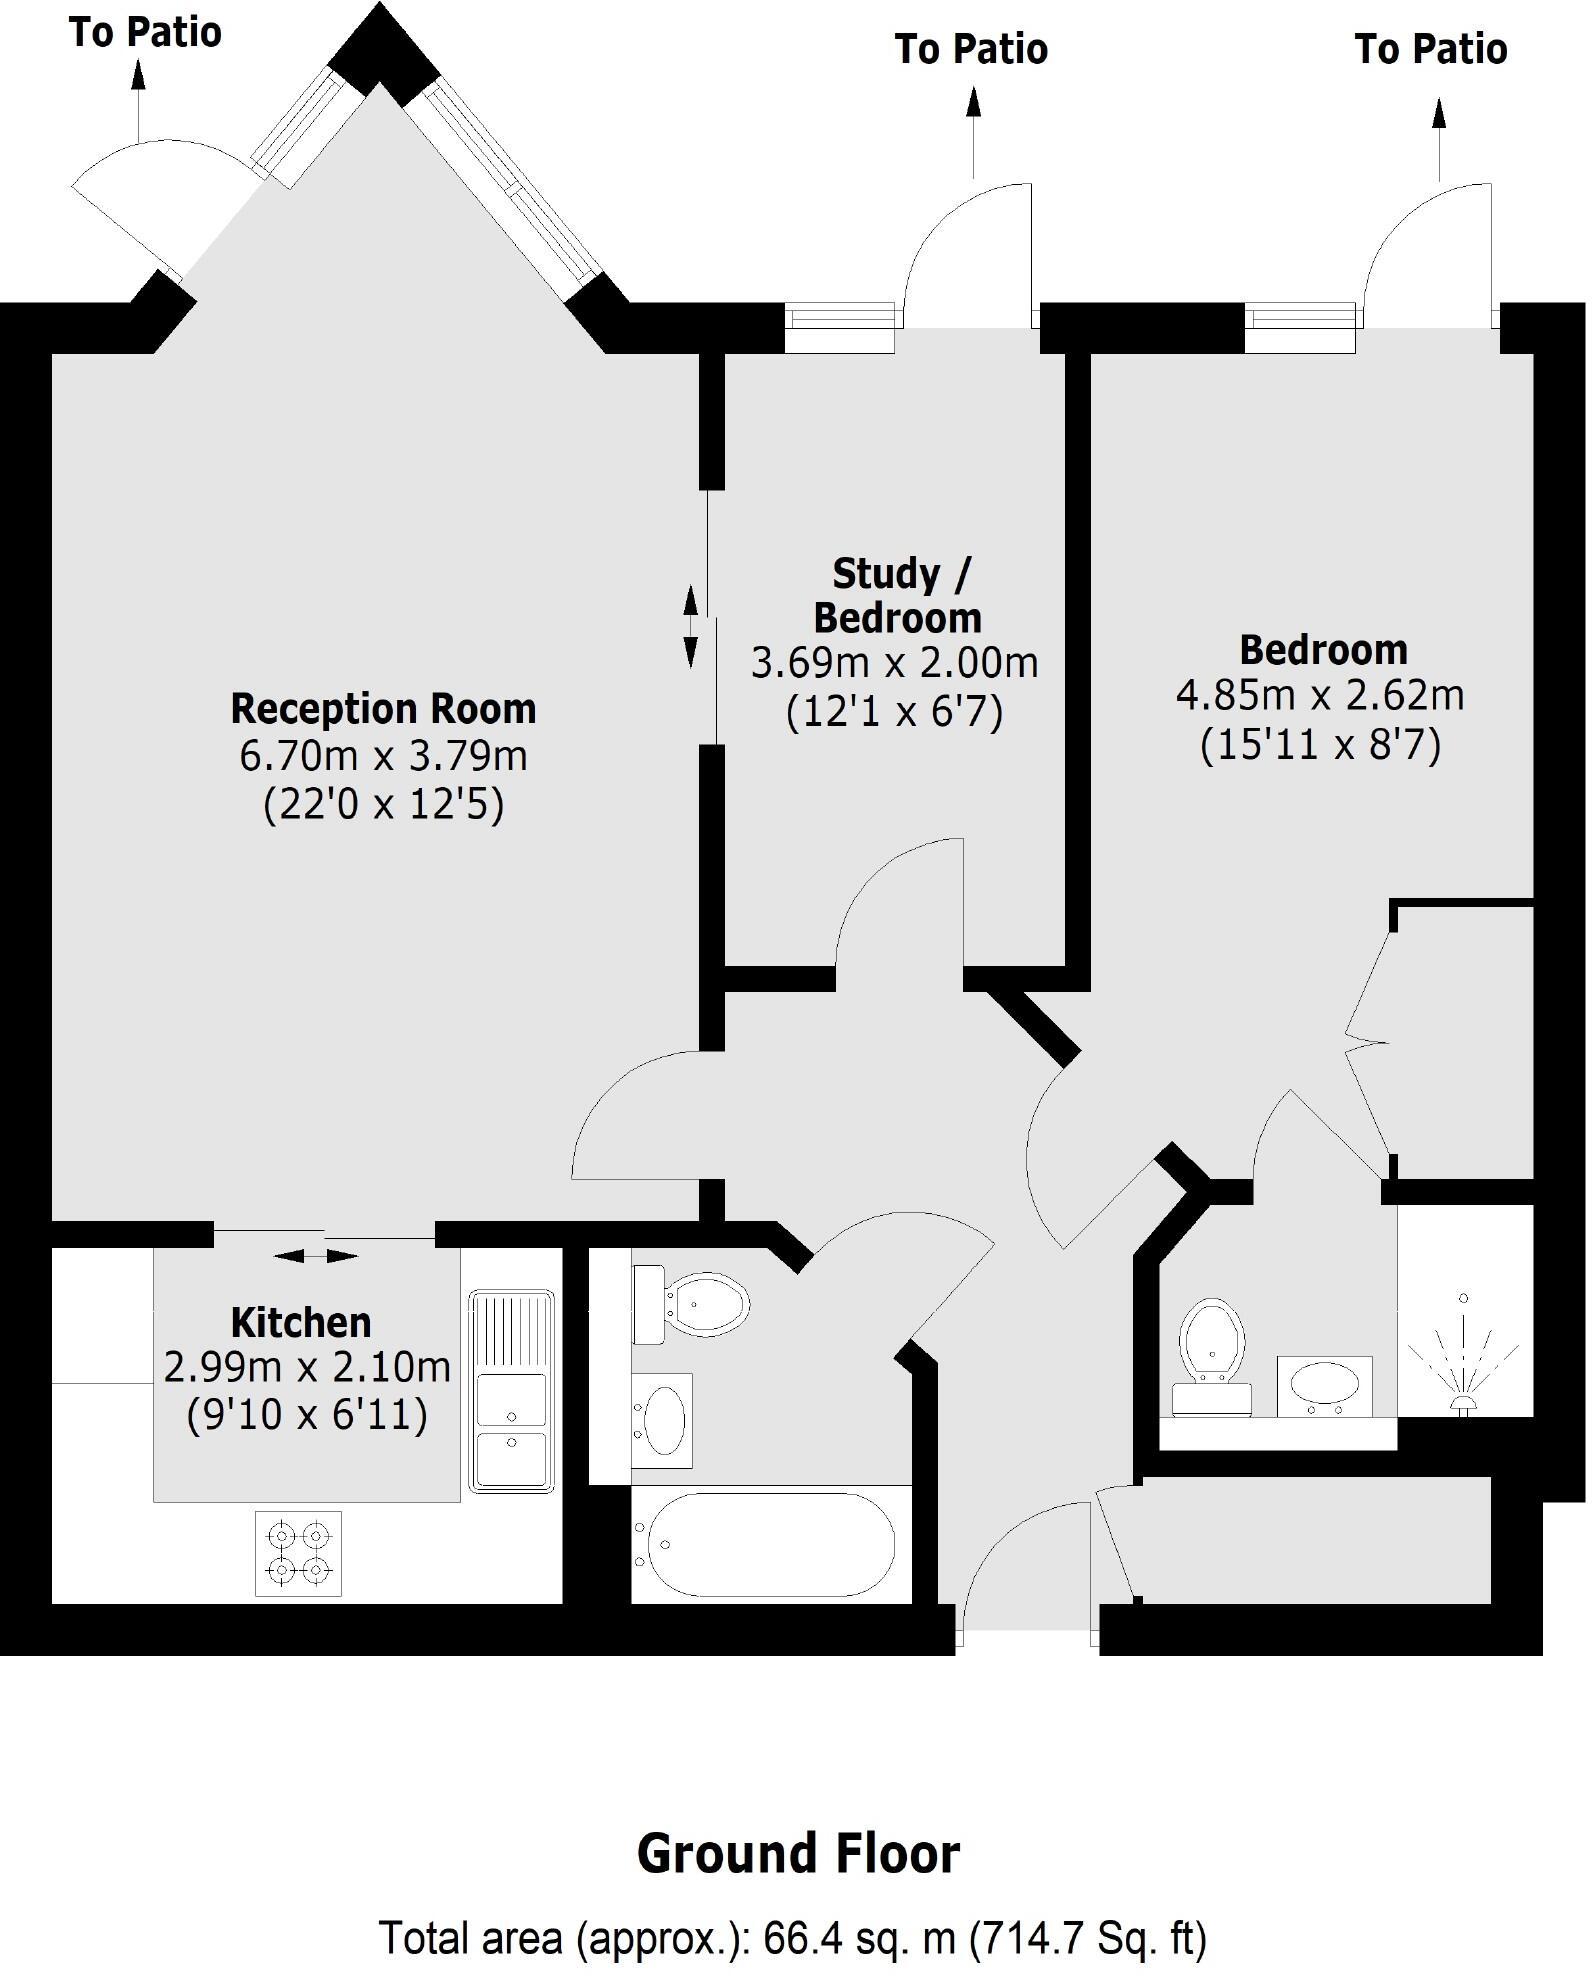 To Patio
To Patio
To Patio
Study /
Bedroom
3.69m x 2.00m
(12'1 x 6'7)
Bedroom
4.85m x 2.62m
(15'11 x 8'7)
Reception Room
6.70m x 3.79m
(22'0 x 12'5)
Kitchen
2.99m x 2.10m
(9'10 x 6'11)
Ground Floor
Total area (approx.): 66.4 sq. m (714.7 Sq. ft)